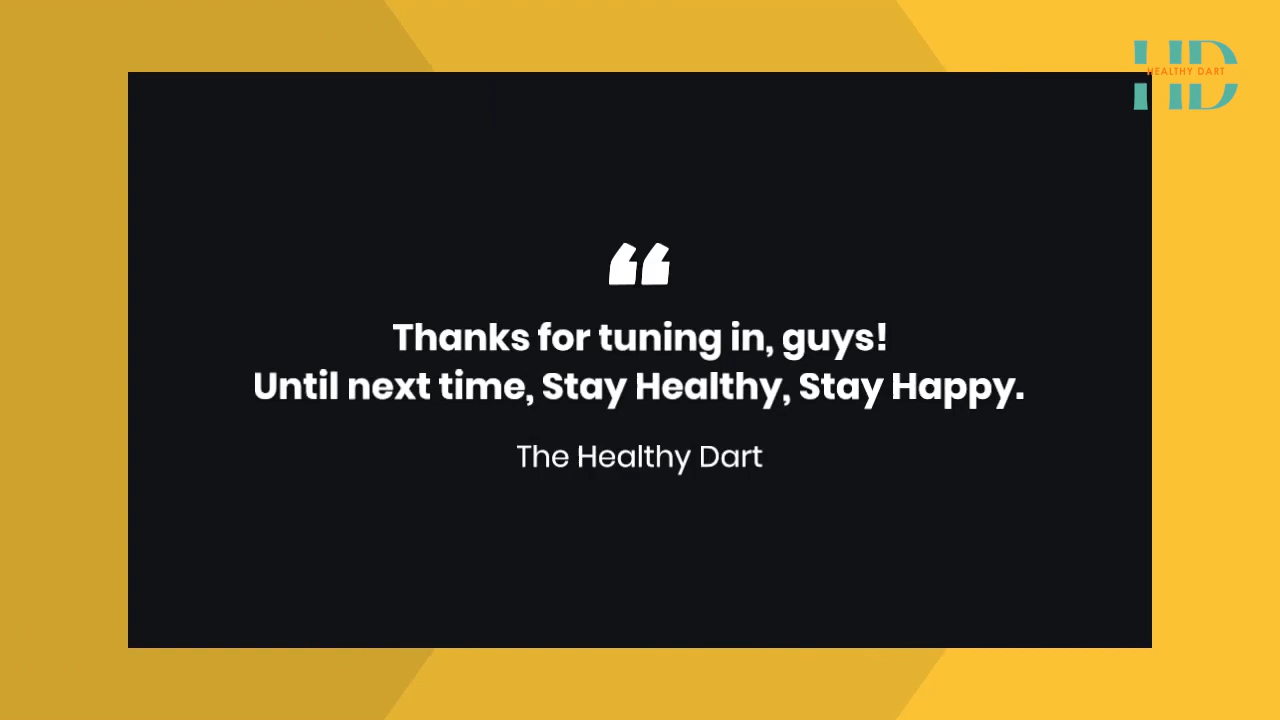 HD
HEALTHY DART
“
Thanks for tuning in, guys!
Until next time, Stay Healthy, Stay Happy.
The Healthy Dart